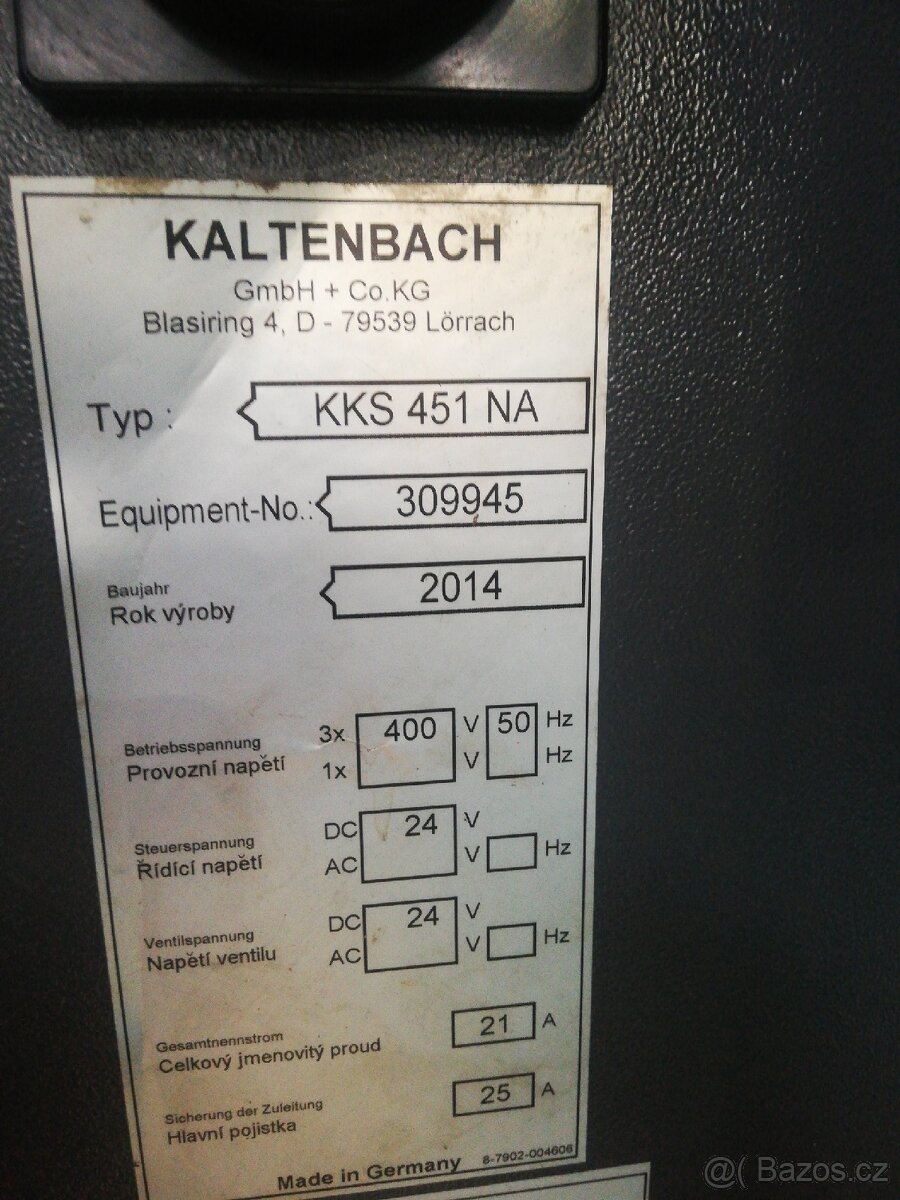 KALTENBACH
GmbH + Co.KG
Blasiring 4, D - 79539 Lörrach
Typ : KKS 451 NA
Equipment-No.: 309945
Baujahr
Rok výroby 2014
Betriebsspannung 3x 400 V 50 Hz
Provozní napětí 1x V Hz
Steuerspannung DC 24 V
Řídící napětí AC V Hz
Ventilspannung DC 24 V
Napětí ventilu AC V Hz
Gesamtnennstrom
Celkový jmenovitý proud 21 A
Sicherung der Zuleitung
Hlavní pojistka 25 A
Made in Germany 8-7902-004606
@( Bazos.cz